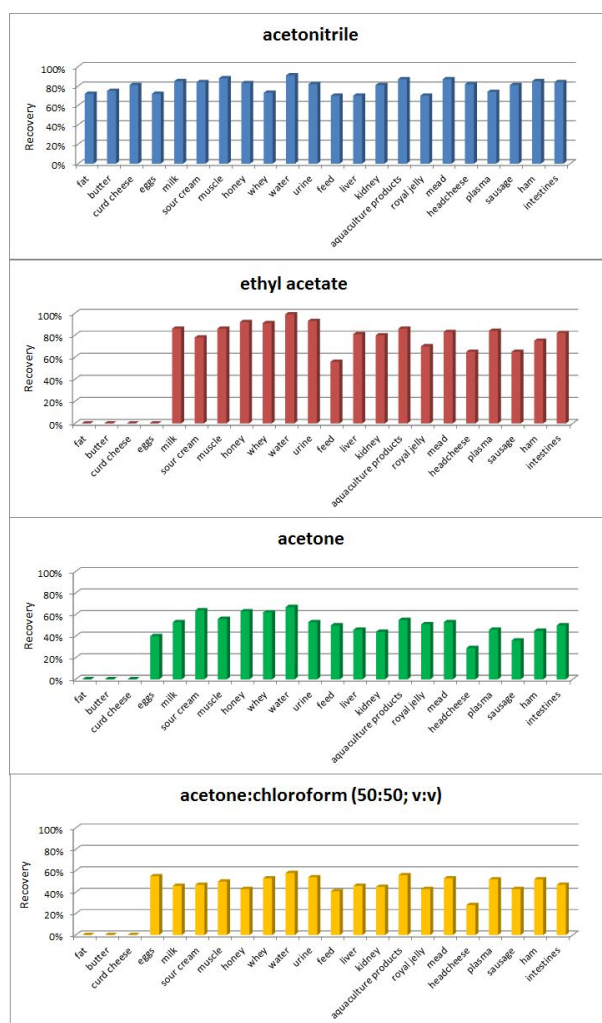 acetonitrile
100%
80%
60%
40%
20%
0%
Recovery
fat
butter
curd cheese
eggs
milk
sour cream
muscle
honey
whey
water
urine
feed
liver
kidney
aquaculture products
royal jelly
mead
headcheese
plasma
sausage
ham
intestines
ethyl acetate
100%
80%
60%
40%
20%
0%
Recovery
fat
butter
curd cheese
eggs
milk
sour cream
muscle
honey
whey
water
urine
feed
liver
kidney
aquaculture products
royal jelly
mead
headcheese
plasma
sausage
ham
intestines
acetone
100%
80%
60%
40%
20%
0%
Recovery
fat
butter
curd cheese
eggs
milk
sour cream
muscle
honey
whey
water
urine
feed
liver
kidney
aquaculture products
royal jelly
mead
headcheese
plasma
sausage
ham
intestines
acetone:chloroform (50:50; v:v)
100%
80%
60%
40%
20%
0%
Recovery
fat
butter
curd cheese
eggs
milk
sour cream
muscle
honey
whey
water
urine
feed
liver
kidney
aquaculture products
royal jelly
mead
headcheese
plasma
sausage
ham
intestines